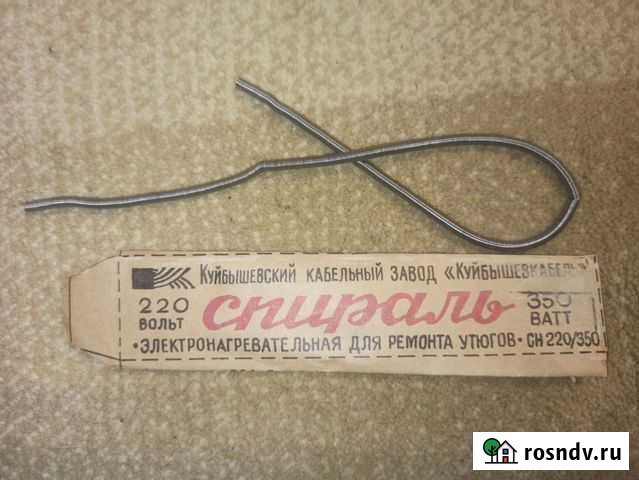 КУЙБЫШЕВСКИЙ КАБЕЛЬНЫЙ ЗАВОД «КУЙБЫШЕВКАБЕЛЬ»
220 ВОЛЬТ
спираль
350 ВАТТ
•ЭЛЕКТРОНАГРЕВАТЕЛЬНАЯ ДЛЯ РЕМОНТА УТЮГОВ•СН 220/350
rosndv.ru